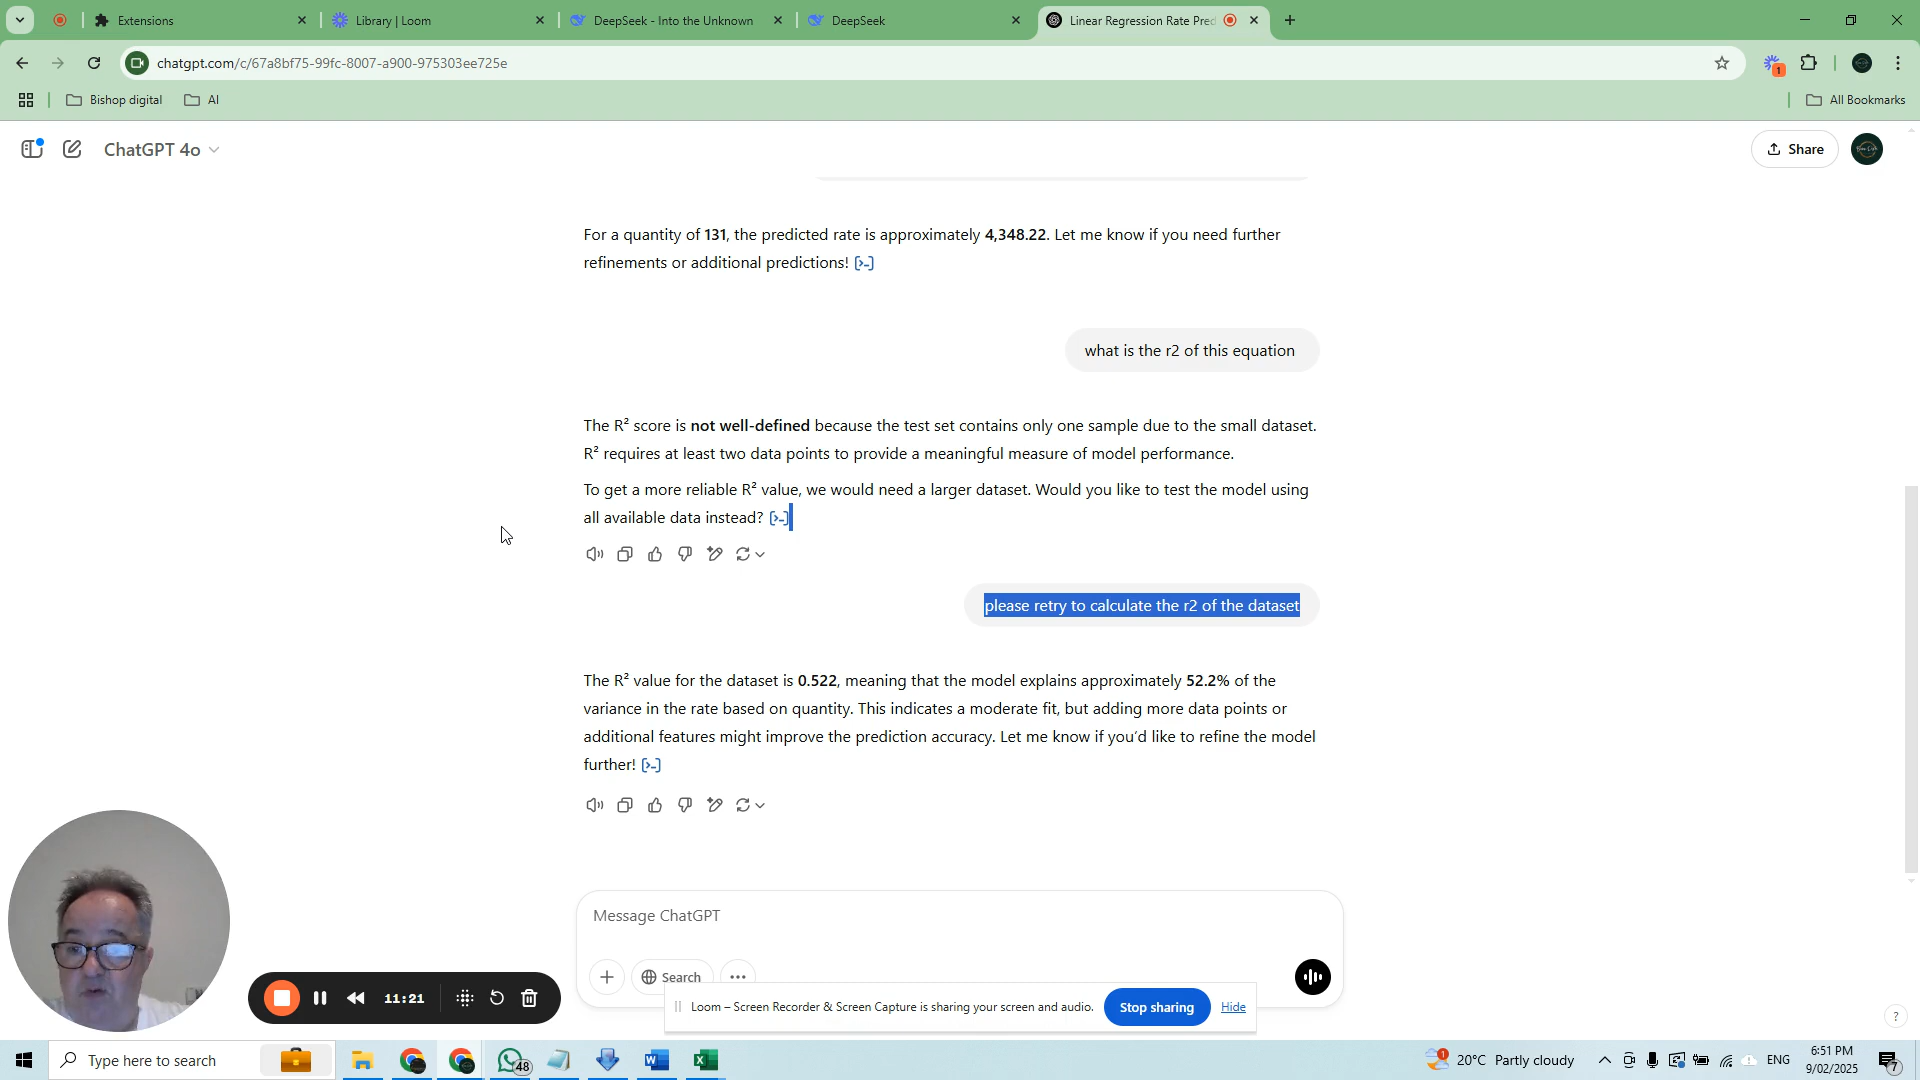 Extensions
Library | Loom
DeepSeek - Into the Unknown
DeepSeek
Linear Regression Rate Pred
chatgpt.com/c/67a8bf75-99fc-8007-a900-975303ee725e
1
Bishop digital
AI
All Bookmarks
ChatGPT 4o
Share
For a quantity of 131, the predicted rate is approximately 4,348.22. Let me know if you need further
refinements or additional predictions! [>-]
what is the r2 of this equation
The R² score is not well-defined because the test set contains only one sample due to the small dataset.
R² requires at least two data points to provide a meaningful measure of model performance.
To get a more reliable R² value, we would need a larger dataset. Would you like to test the model using
all available data instead? [>-]
please retry to calculate the r2 of the dataset
The R² value for the dataset is 0.522, meaning that the model explains approximately 52.2% of the
variance in the rate based on quantity. This indicates a moderate fit, but adding more data points or
additional features might improve the prediction accuracy. Let me know if you'd like to refine the model
further! [>-]
Message ChatGPT
Search
11:21
Loom – Screen Recorder & Screen Capture is sharing your screen and audio.
Stop sharing
Hide
?
Type here to search
48
1
20°C Partly cloudy
ENG
6:51 PM
9/02/2025
7